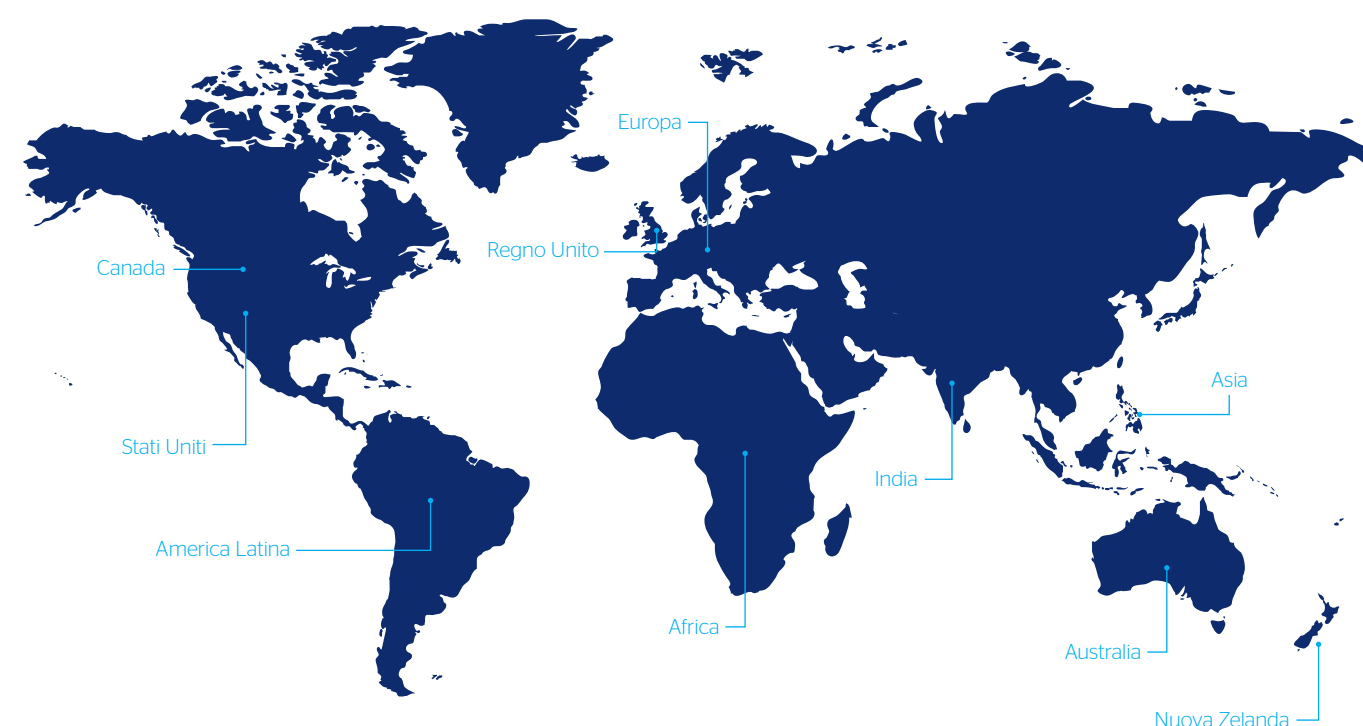 Europa
Regno Unito
Canada
Asia
Stati Uniti
India
America Latina
Africa
Australia
Nuova Zelanda